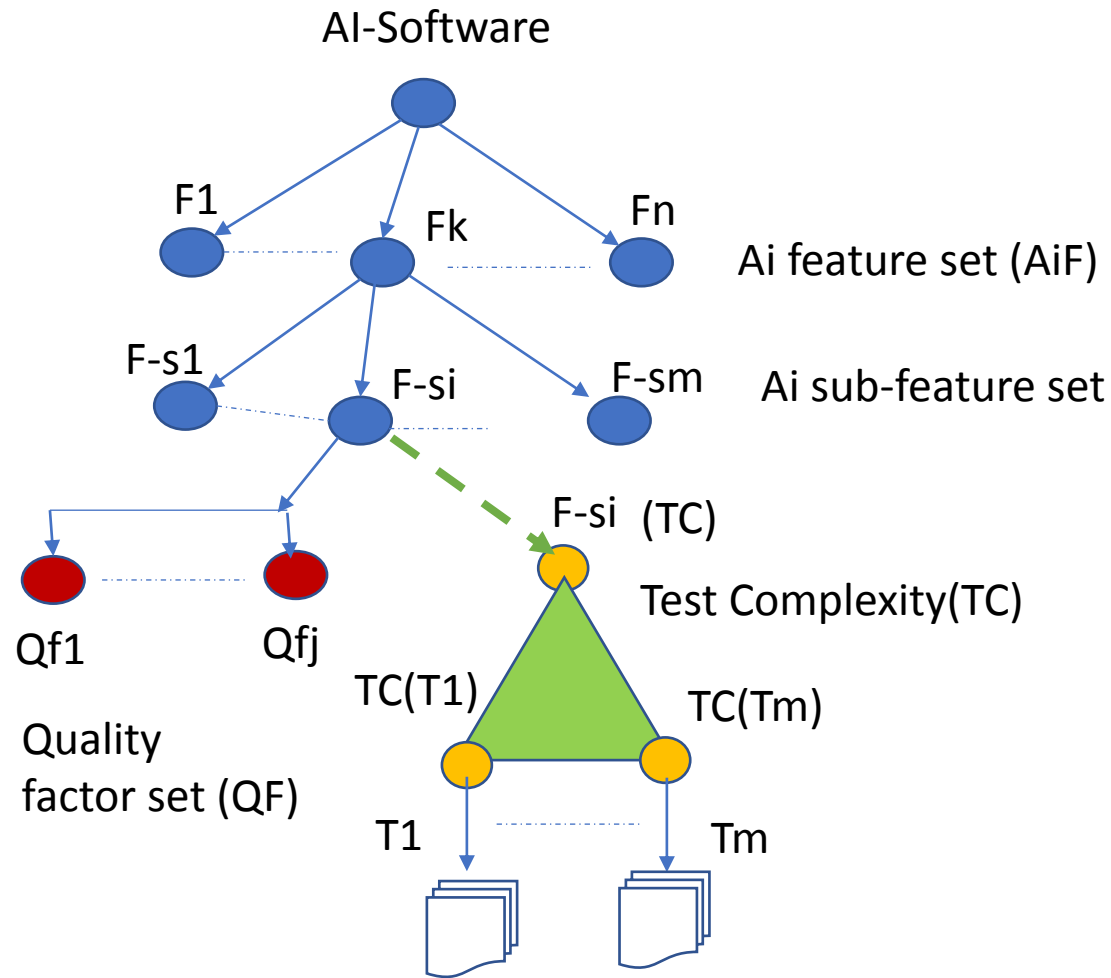 AI-Software
F1
Fk
Fn
Ai feature set (AiF)
F-s1
F-si
F-sm
Ai sub-feature set
F-si (TC)
Test Complexity(TC)
Qf1
Qfj
TC(T1)
TC(Tm)
Quality
factor set (QF)
T1
Tm